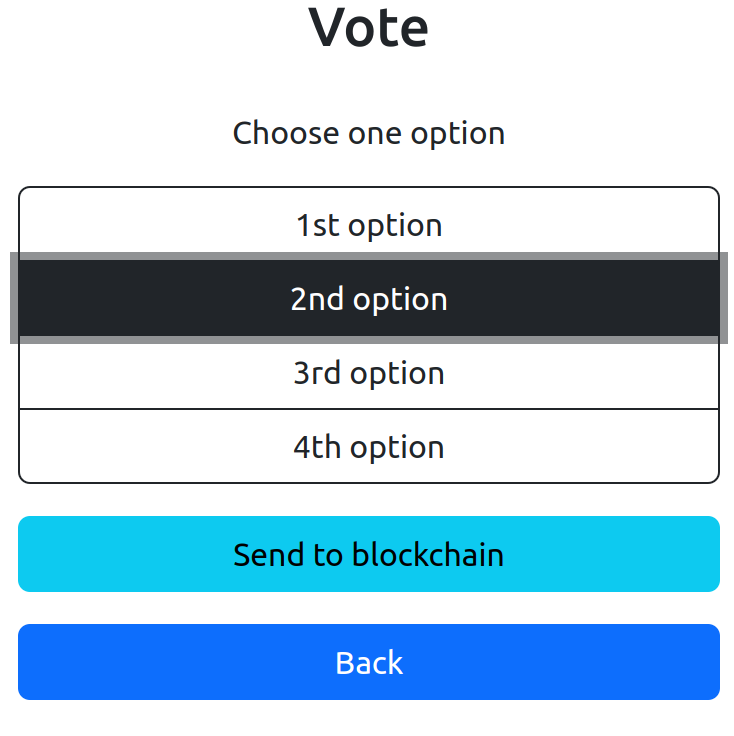 Vote
Choose one option
1st option
2nd option
3rd option
4th option
Send to blockchain
Back